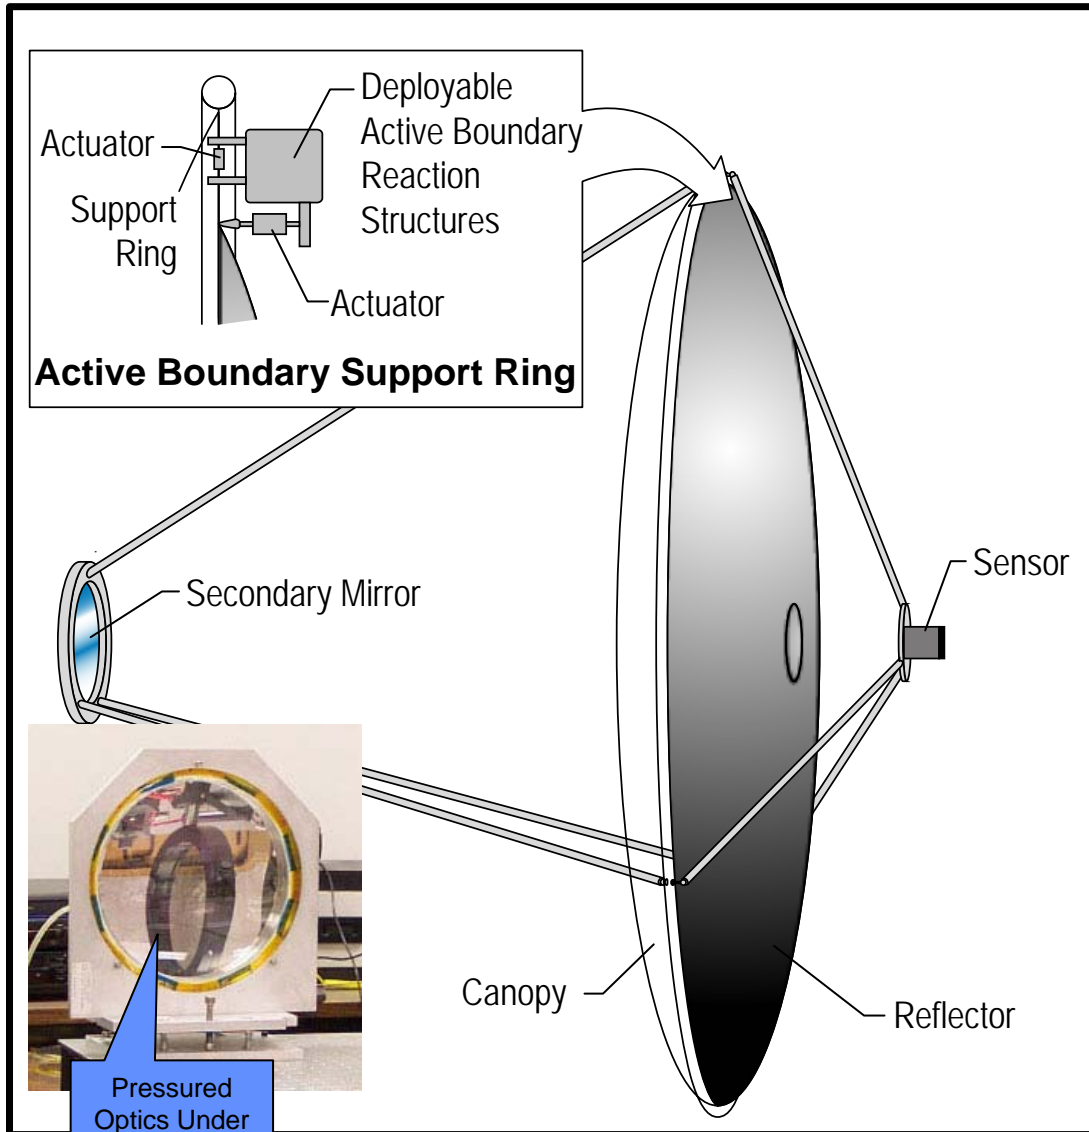 Deployable
Active Boundary
Reaction
Structures
Actuator
Support
Ring
Actuator
Active Boundary Support Ring
Secondary Mirror
Sensor
Canopy
Reflector
Pressured
Optics Under